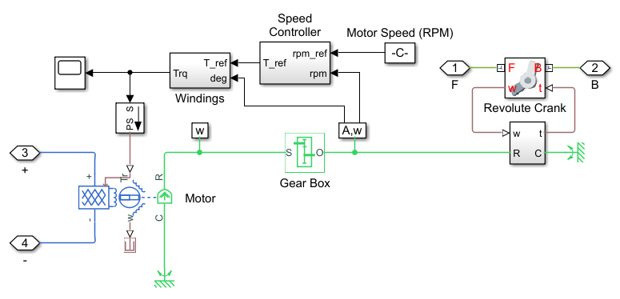 Speed
Controller
Motor Speed (RPM)
T_ref
deg
Trq
Windings
T_ref
rpm_ref
rpm
-C-
1
F
F
B
w
t
2
B
Revolute Crank
S
PS
w
A,w
w
t
R
C
3
+
+
Tr
R
S
O
Gear Box
Motor
w
C
4
-
-